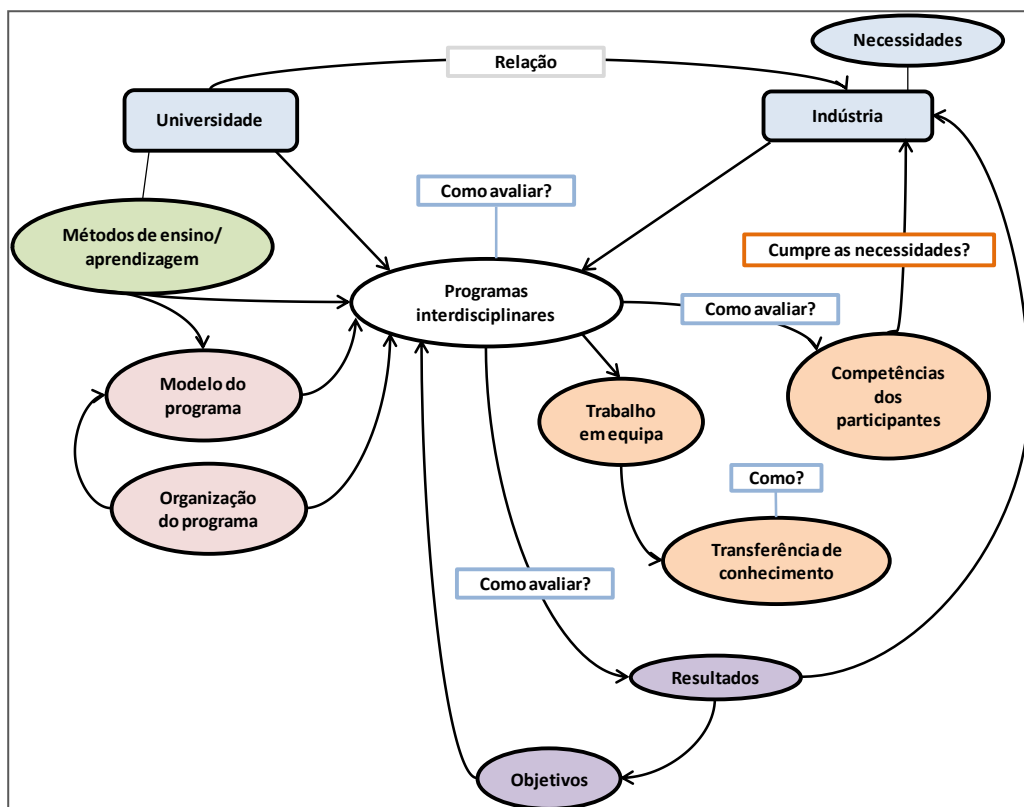 Necessidades
Relação
Universidade
Indústria
Como avaliar?
Métodos de ensino/
aprendizagem
Cumpre as necessidades?
Programas
interdisciplinares
Como avaliar?
Modelo do
programa
Competências
dos
participantes
Trabalho
em equipa
Como?
Organização
do programa
Transferência de
conhecimento
Como avaliar?
Resultados
Objetivos